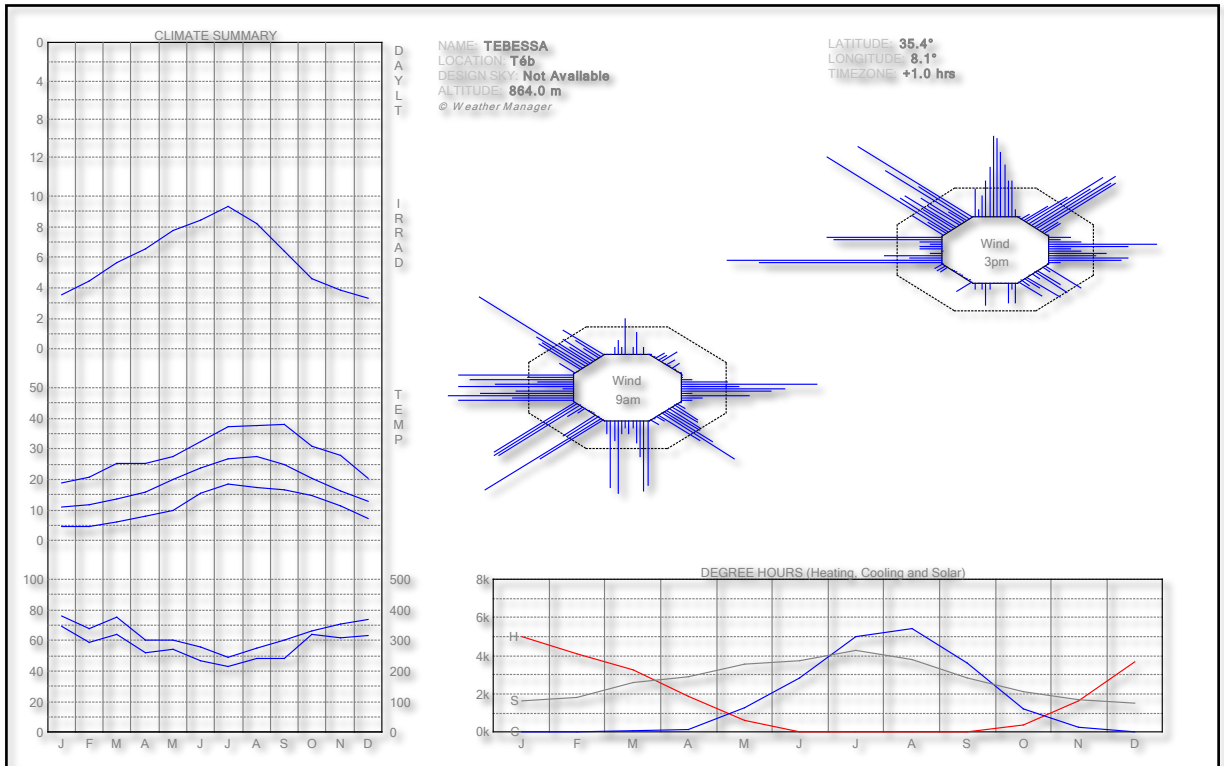 CLIMATE SUMMARY
0
4
8
12
DAYLT
10
8
6
4
2
0
IRRAD
50
40
30
20
10
0
TEMP
100
80
60
40
20
0
500
400
300
200
100
0
J F M A M J J A S O N D
NAME: TEBESSA
LOCATION: Téb
DESIGN SKY: Not Available
ALTITUDE: 864.0 m
© Weather Manager
LATITUDE: 35.4°
LONGITUDE: 8.1°
TIMEZONE: +1.0 hrs
Wind
3pm
Wind
9am
DEGREE HOURS (Heating, Cooling and Solar)
8k
6k
4k
2k
0k
H
S
C
J F M A M J J A S O N D